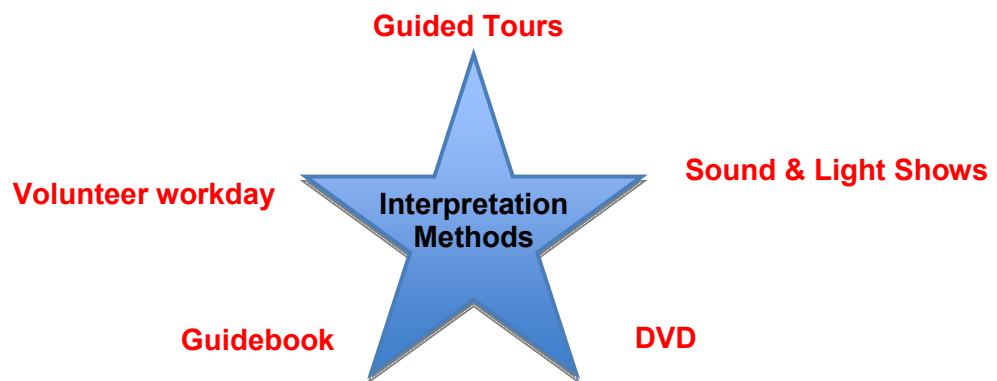 Guided Tours
Sound & Light Shows
Volunteer workday
Interpretation
Methods
Guidebook
DVD